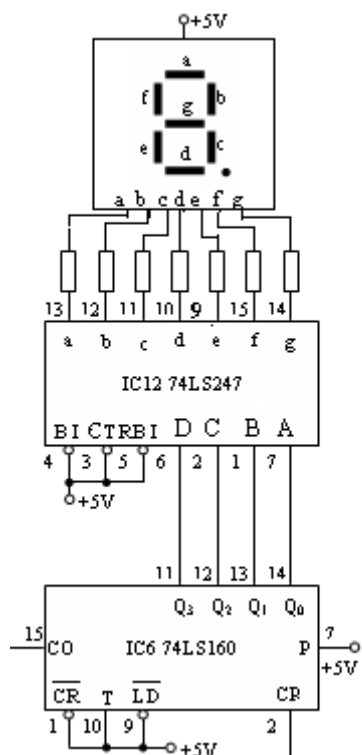 +5V
a
f b
g
e c
d
a b c d e f g
13 12 11 10 9 15 14
a b c d e f g
IC12 74LS247
BI CTRBI D C B A
4 3 5 6 2 1 7
+5V
11 12 13 14
Q3 Q2 Q1 Q0
15 7
CO IC6 74LS160 P
+5V
CR T LD CP
1 10 9 2
+5V